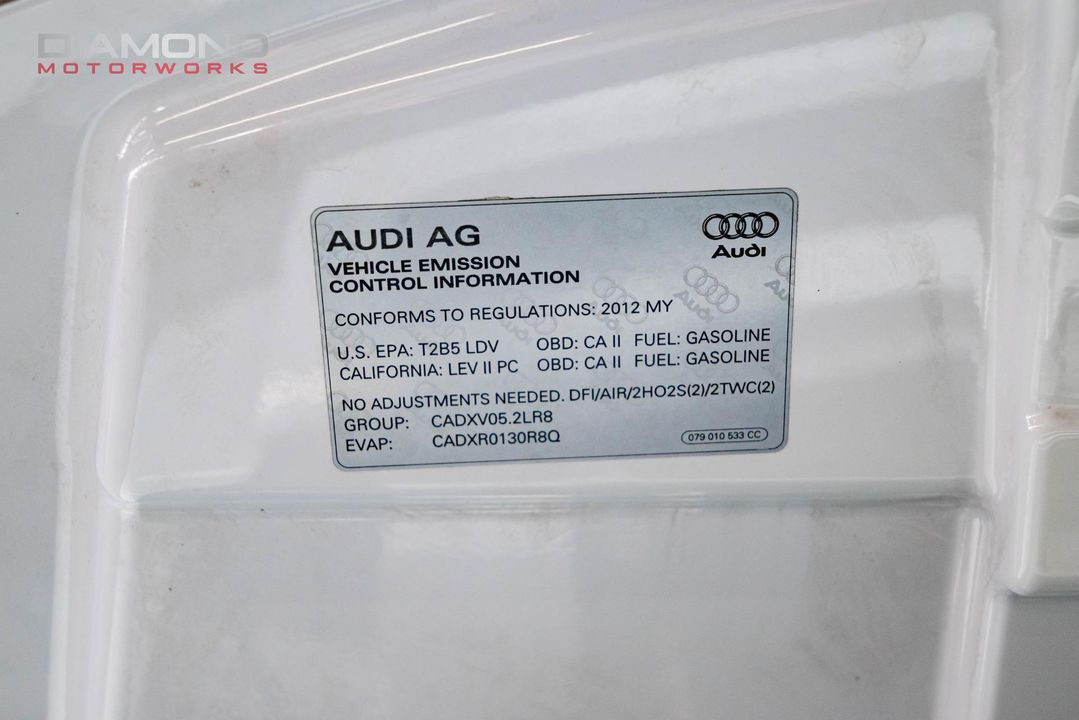 DIAMOND
MOTORWORKS
AUDI AG
Audi
VEHICLE EMISSION
CONTROL INFORMATION
CONFORMS TO REGULATIONS: 2012 MY
U.S. EPA: T2B5 LDV OBD: CA II FUEL: GASOLINE
CALIFORNIA: LEV II PC OBD: CA II FUEL: GASOLINE
NO ADJUSTMENTS NEEDED. DFI/AIR/2HO2S(2)/2TWC(2)
GROUP: CADXV05.2LR8
EVAP: CADXR0130R8Q
079 010 533 CC